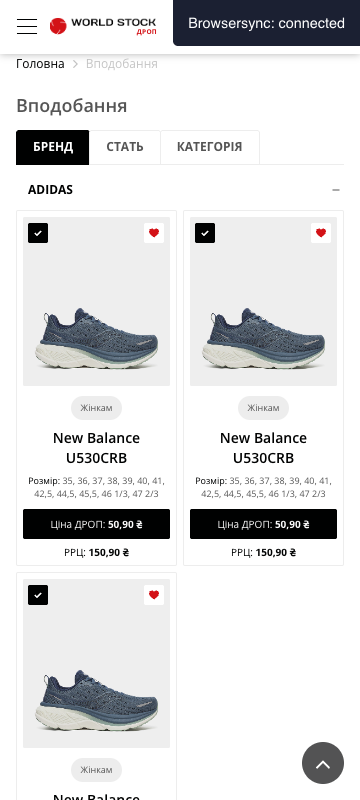 WORLD STOCK
ДРОП
Browsersync: connected
Головна
Вподобання
Вподобання
БРЕНД
СТАТЬ
КАТЕГОРІЯ
ADIDAS
Жінкам
New Balance
U530CRB
Розмір: 35, 36, 37, 38, 39, 40, 41,
42,5, 44,5, 45,5, 46 1/3, 47 2/3
Ціна ДРОП: 50,90 ₴
РРЦ: 150,90 ₴
Жінкам
New Balance
U530CRB
Розмір: 35, 36, 37, 38, 39, 40, 41,
42,5, 44,5, 45,5, 46 1/3, 47 2/3
Ціна ДРОП: 50,90 ₴
РРЦ: 150,90 ₴
Жінкам
New Balance